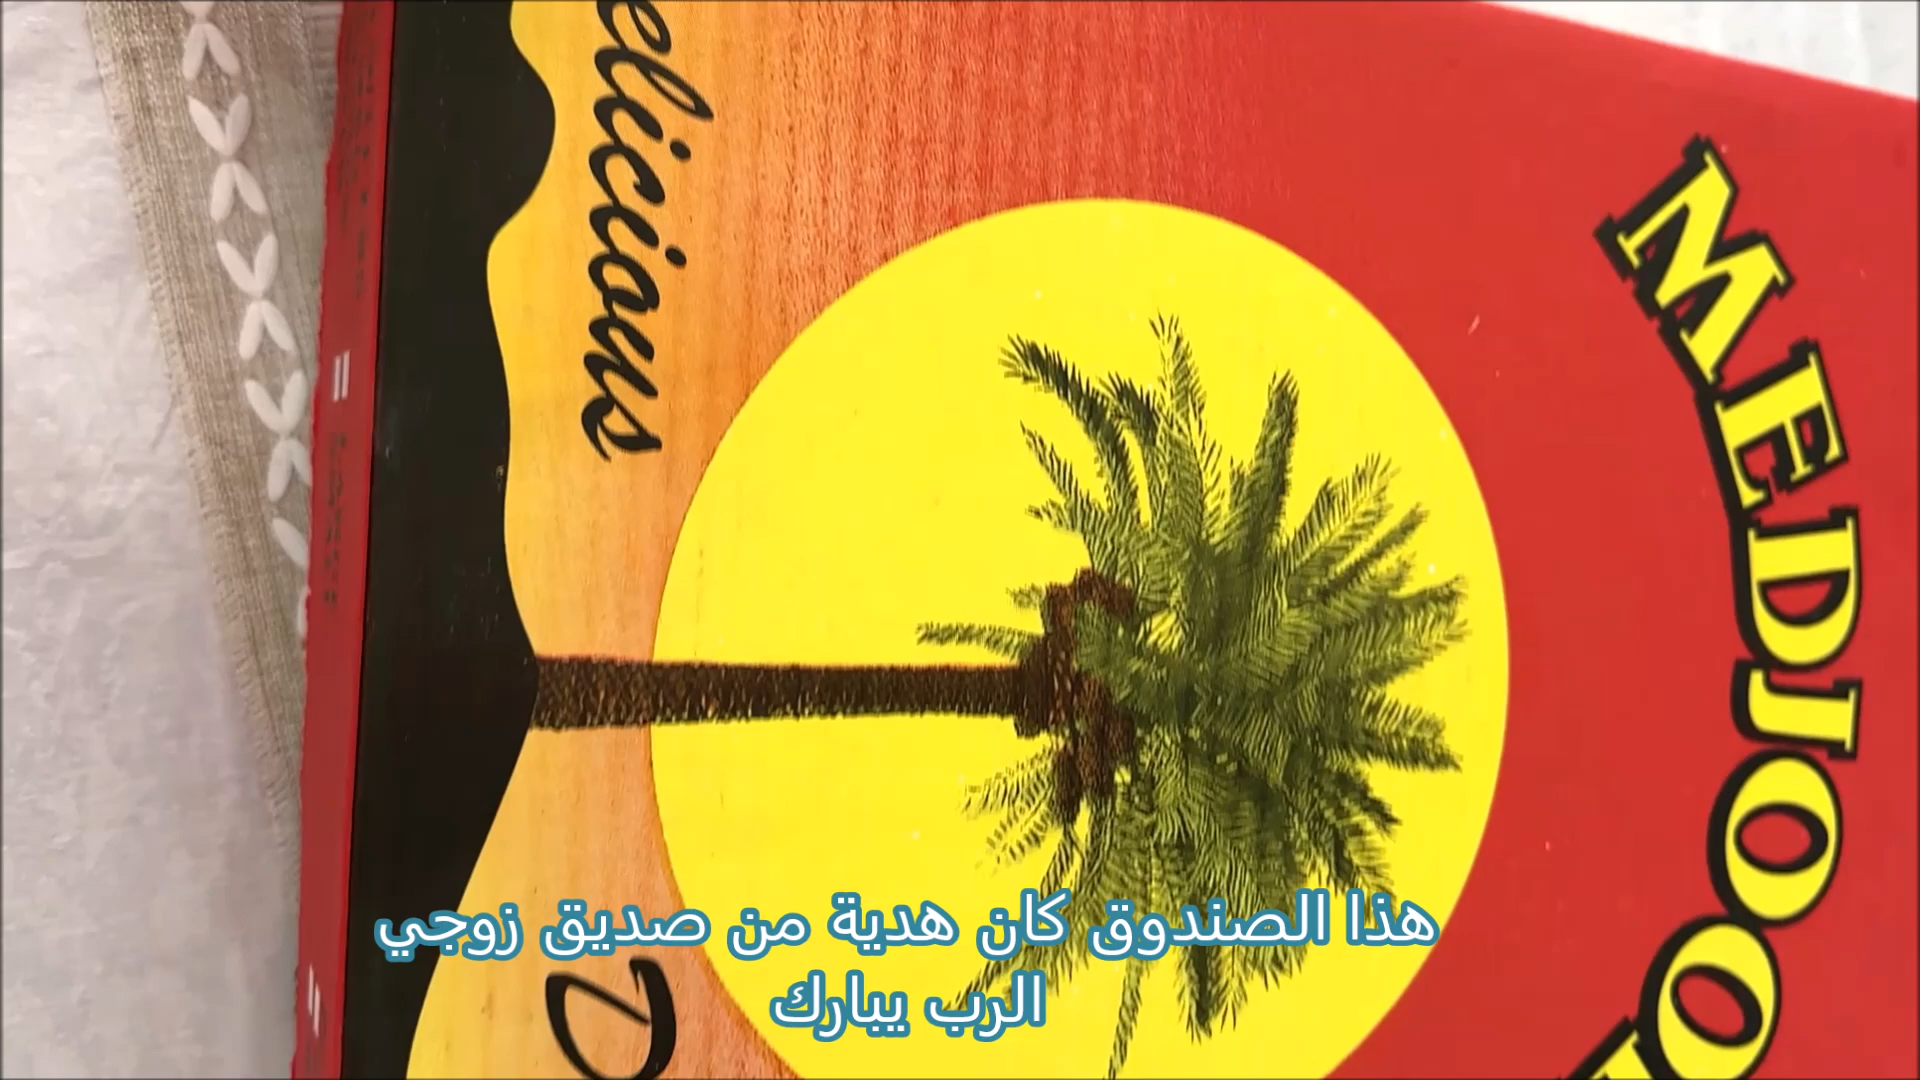 elicious
D
MEDJOO
هذا الصندوق كان هدية من صديق زوجي
الرب يبارك